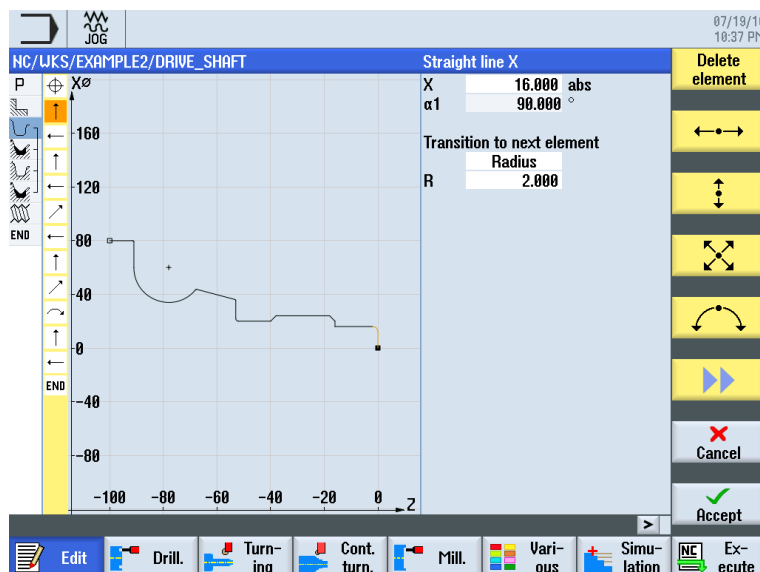 07/19/1
JOG
10:37 PM
NC/WKS/EXAMPLE2/DRIVE_SHAFT
Straight line X
Delete
element
P
XØ
X 16.000 abs
α1 90.000 °
Transition to next element
Radius
R 2.000
160
120
END
80
40
0
END
-40
-80
-100 -80 -60 -40 -20 0 Z
Cancel
Accept
>
Edit
Drill.
Turn-
ing
Cont.
turn.
Mill.
Vari-
ous
Simu-
lation
NC
Ex-
ecute